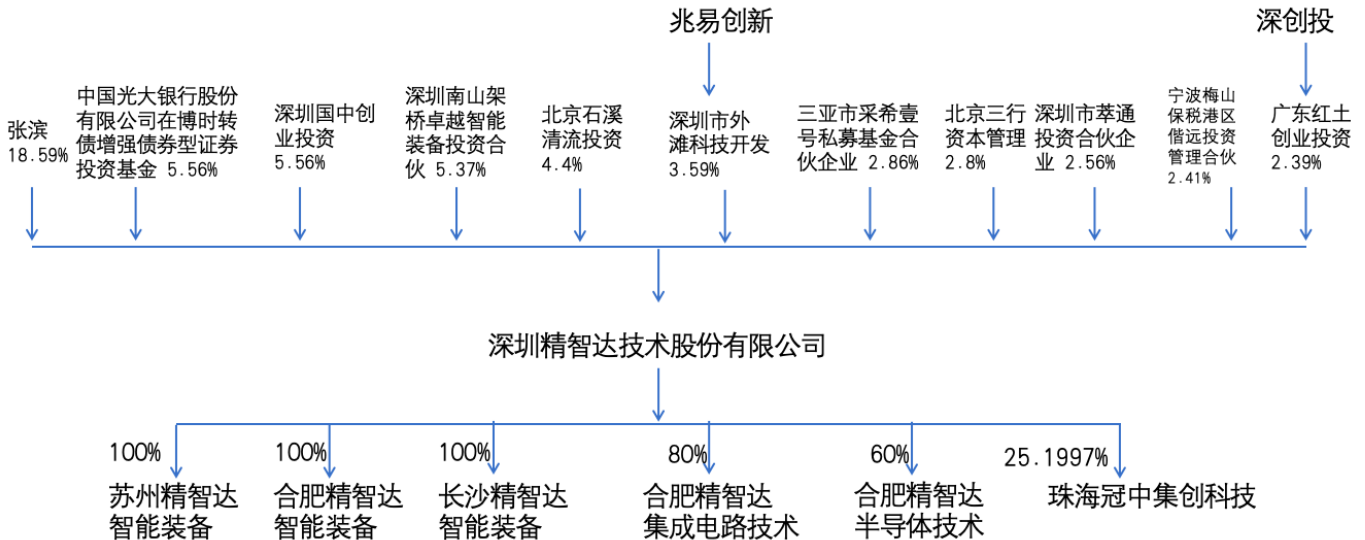 兆易创新
深创投
张滨
18.59%
中国光大银行股份
有限公司在博时转
债增强债券型证券
投资基金 5.56%
深圳国中创
业投资
5.56%
深圳南山架
桥卓越智能
装备投资合
伙 5.37%
北京石溪
清流投资
4.4%
深圳市外
滩科技开发
3.59%
三亚市采希壹
号私募基金合
伙企业 2.86%
北京三行
资本管理
2.8%
深圳市萃通
投资合伙企
业 2.56%
宁波梅山
保税港区
偕远投资
管理合伙
2.41%
广东红土
创业投资
2.39%
深圳精智达技术股份有限公司
100%
苏州精智达
智能装备
100%
合肥精智达
智能装备
100%
长沙精智达
智能装备
80%
合肥精智达
集成电路技术
60%
合肥精智达
半导体技术
25.1997%
珠海冠中集创科技